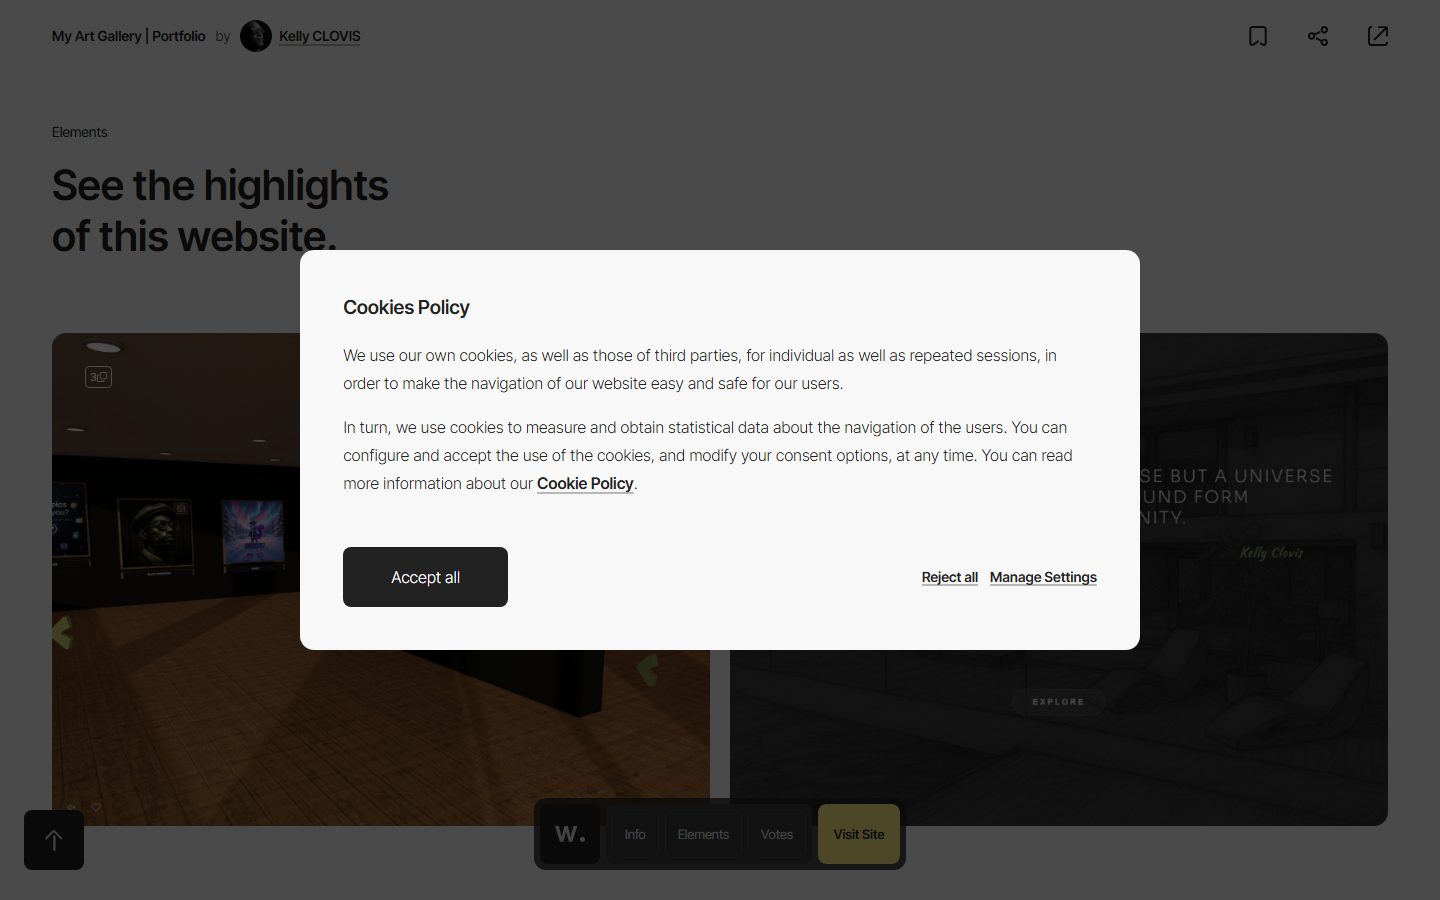 My Art Gallery | Portfolio by Kelly CLOVIS
Elements
See the highlights
of this website.
Cookies Policy
We use our own cookies, as well as those of third parties, for individual as well as repeated sessions, in
order to make the navigation of our website easy and safe for our users.
In turn, we use cookies to measure and obtain statistical data about the navigation of the users. You can
configure and accept the use of the cookies, and modify your consent options, at any time. You can read
more information about our Cookie Policy.
Accept all
Reject all Manage Settings
3
you?
BUT A UNIVERSE
UND FORM
NITY.
Kelly Clovis
EXPLORE
W.
Info
Elements
Votes
Visit Site